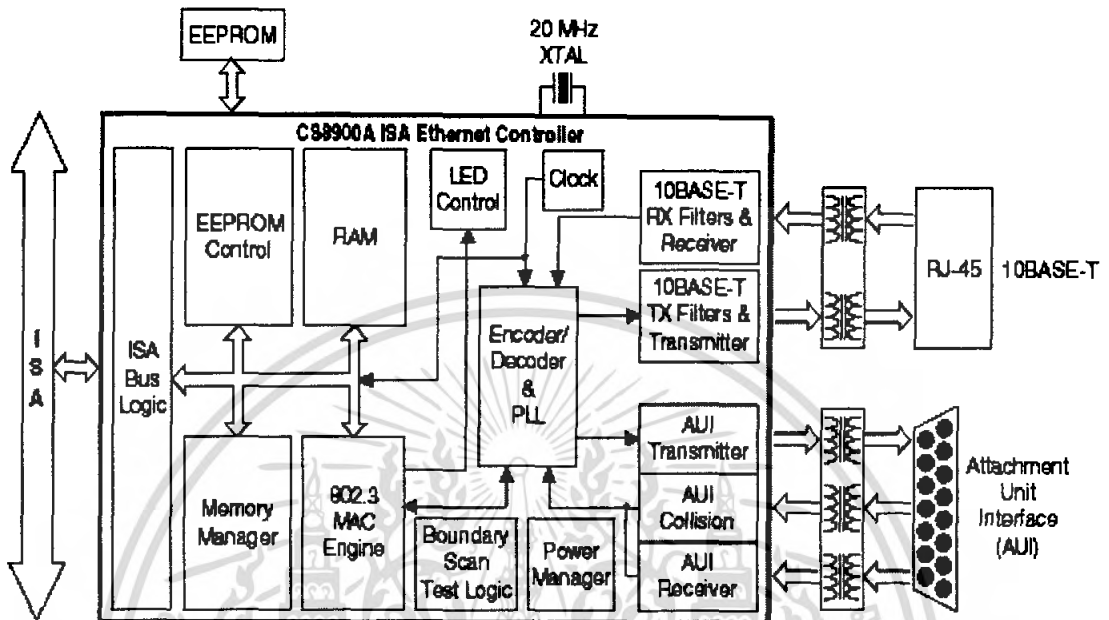 EEPROM
20 MHz
XTAL
CS8900A ISA Ethernet Controller
ISA
ISA
Bus
Logic
EEPROM
Control
RAM
LED
Control
Clock
10BASE-T
RX Filters &
Receiver
10BASE-T
TX Filters &
Transmitter
RJ-45
10BASE-T
Encoder/
Decoder
&
PLL
Memory
Manager
802.3
MAC
Engine
Boundary
Scan
Test Logic
Power
Manager
AUI
Transmitter
AUI
Collision
AUI
Receiver
Attachment
Unit
Interface
(AUI)